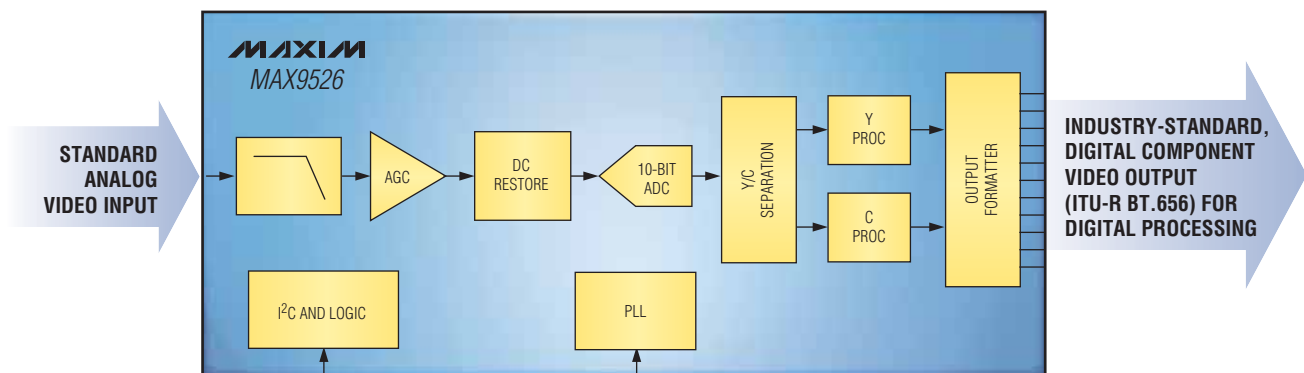 MAXIM
MAX9526
STANDARD
ANALOG
VIDEO INPUT
AGC
DC
RESTORE
10-BIT
ADC
Y/C
SEPARATION
Y
PROC
C
PROC
OUTPUT
FORMATTER
INDUSTRY-STANDARD,
DIGITAL COMPONENT
VIDEO OUTPUT
(ITU-R BT.656) FOR
DIGITAL PROCESSING
I²C AND LOGIC
PLL